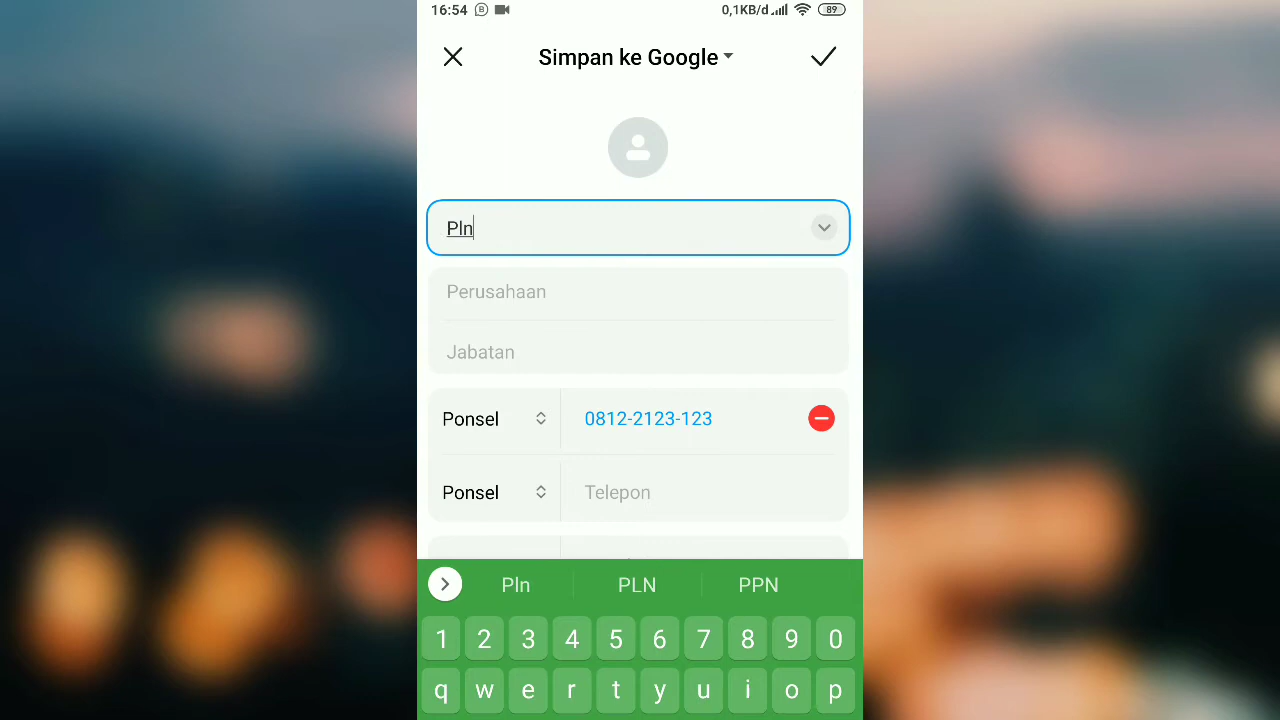 16:54 B 0,1KB/d 89
Simpan ke Google
Pln
Perusahaan
Jabatan
Ponsel 0812-2123-123
Ponsel Telepon
Pln PLN PPN
1 2 3 4 5 6 7 8 9 0
q w e r t y u i o p